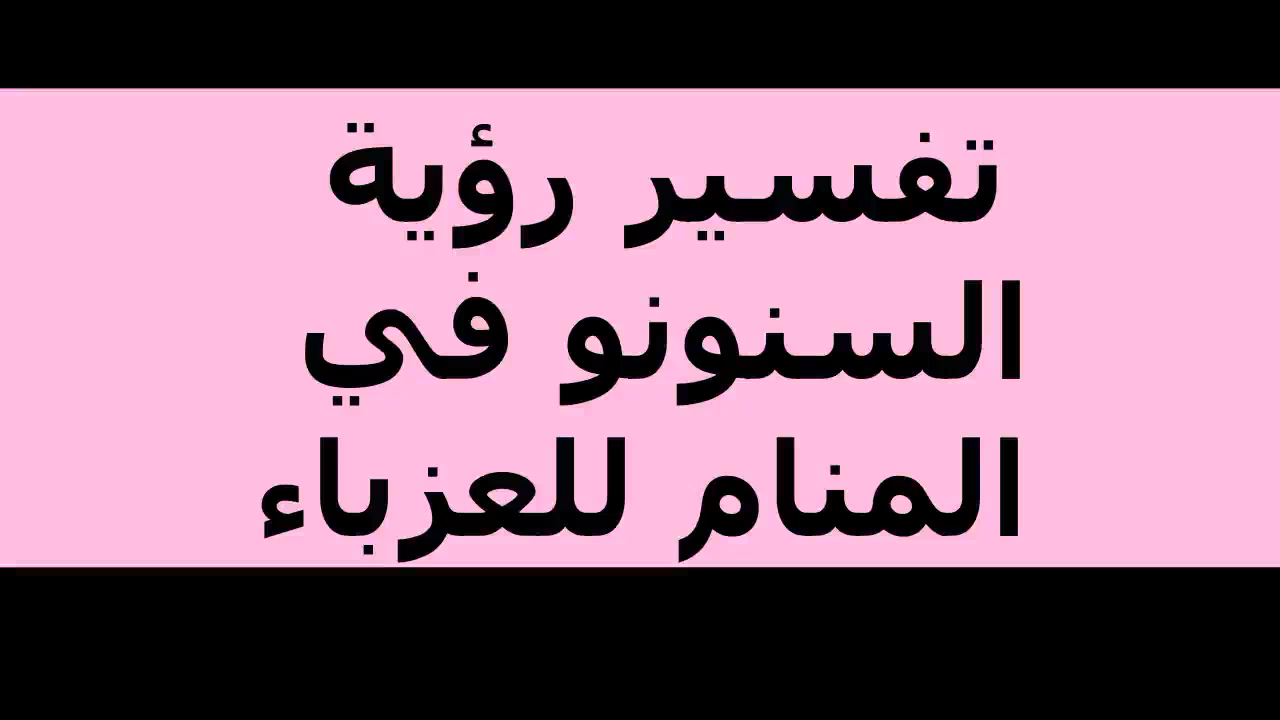 تفسير رؤية
السنونو في
المنام للعزباء